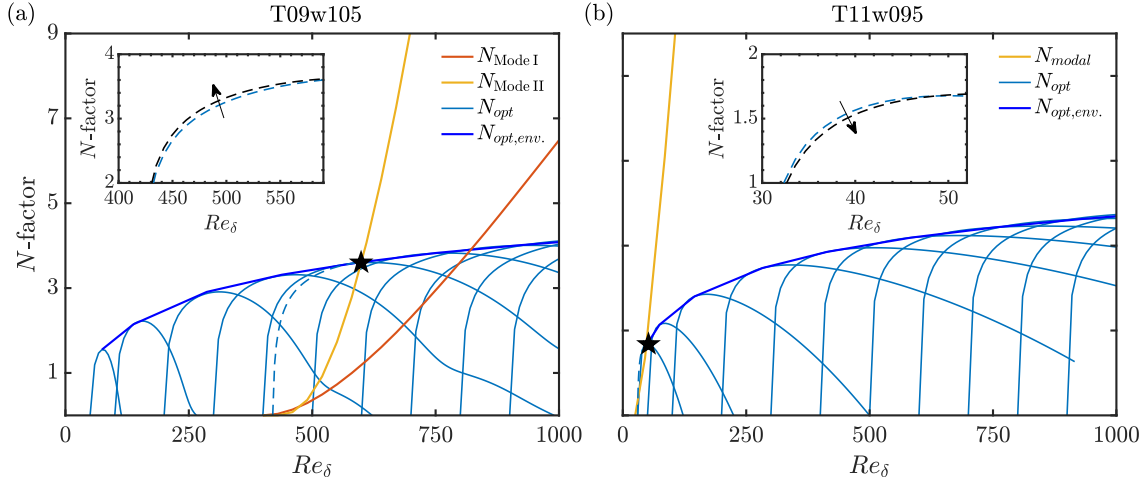 (a)
T09w105
N-factor
9
7
5
3
1
0
250
500
750
1000
Re_δ
N_Mode I
N_Mode II
N_opt
N_opt,env.
N-factor
4
3
2
400
450
500
550
Re_δ
(b)
T11w095
0
250
500
750
1000
Re_δ
N_modal
N_opt
N_opt,env.
N-factor
2
1.5
1
30
40
50
Re_δ